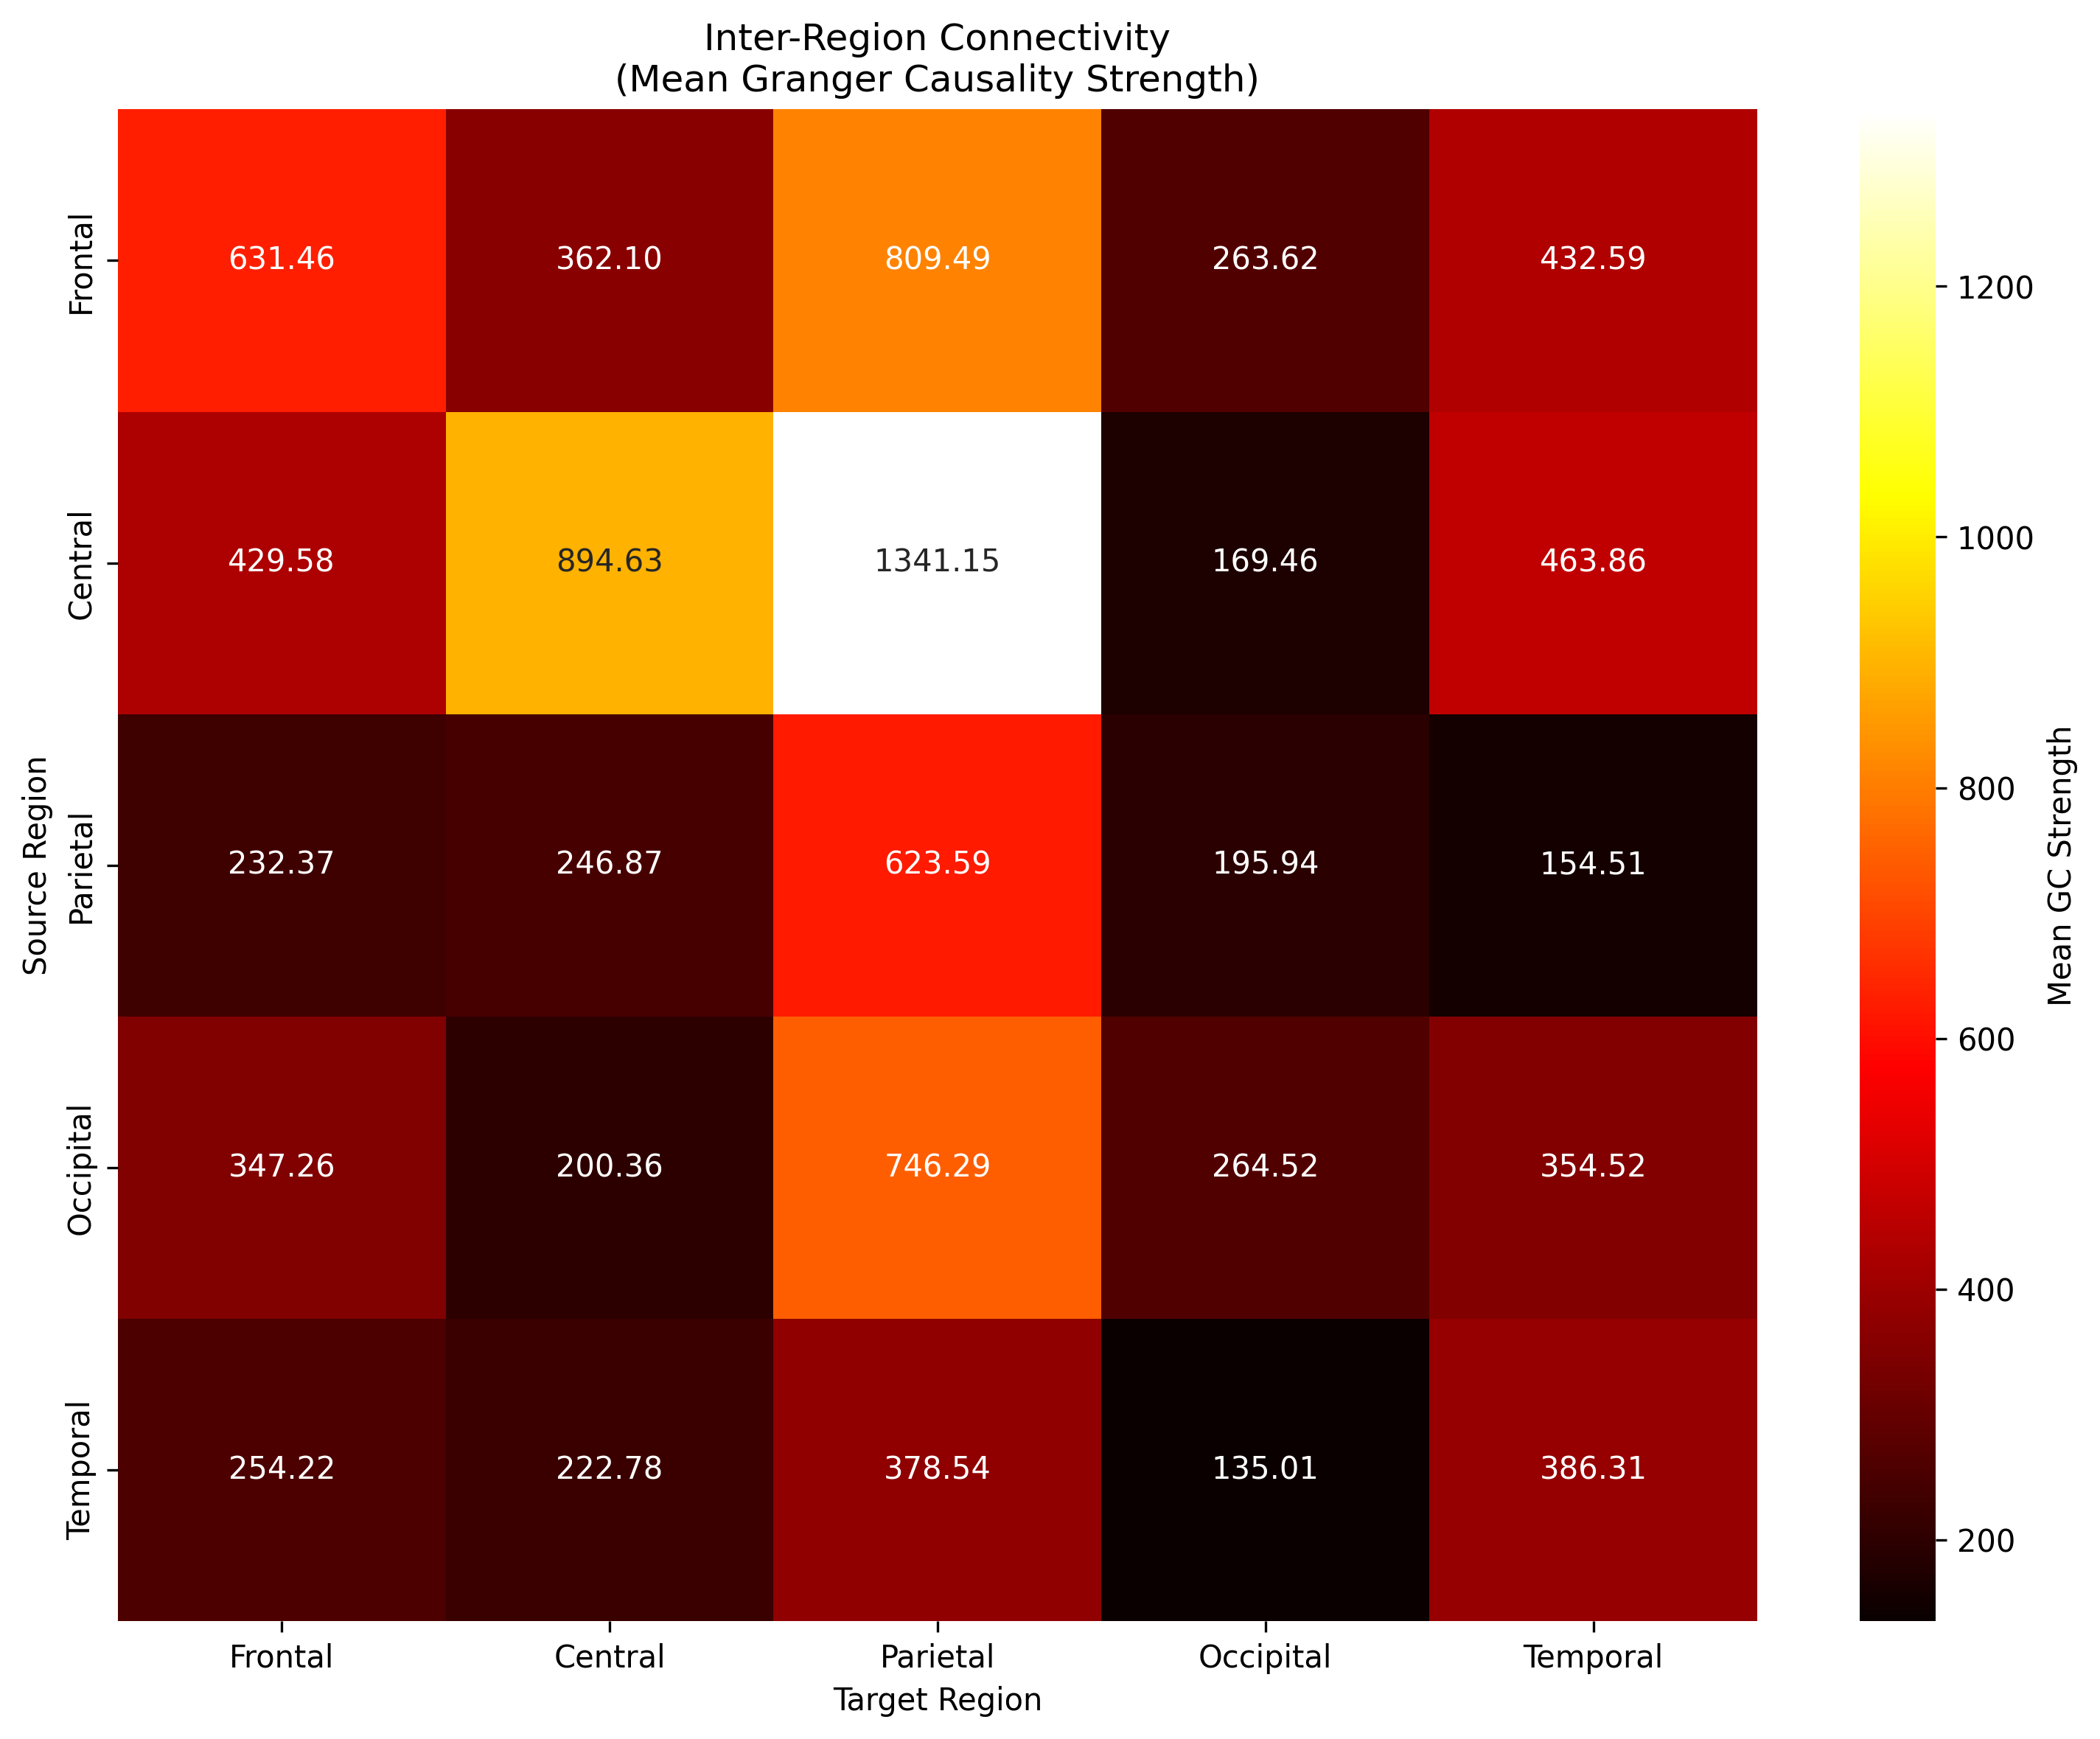 Inter-Region Connectivity
(Mean Granger Causality Strength)
Source Region
Frontal
631.46 362.10 809.49 263.62 432.59
Central
429.58 894.63 1341.15 169.46 463.86
Parietal
232.37 246.87 623.59 195.94 154.51
Occipital
347.26 200.36 746.29 264.52 354.52
Temporal
254.22 222.78 378.54 135.01 386.31
Frontal Central Parietal Occipital Temporal
Target Region
1200
1000
800
600
400
200
Mean GC Strength